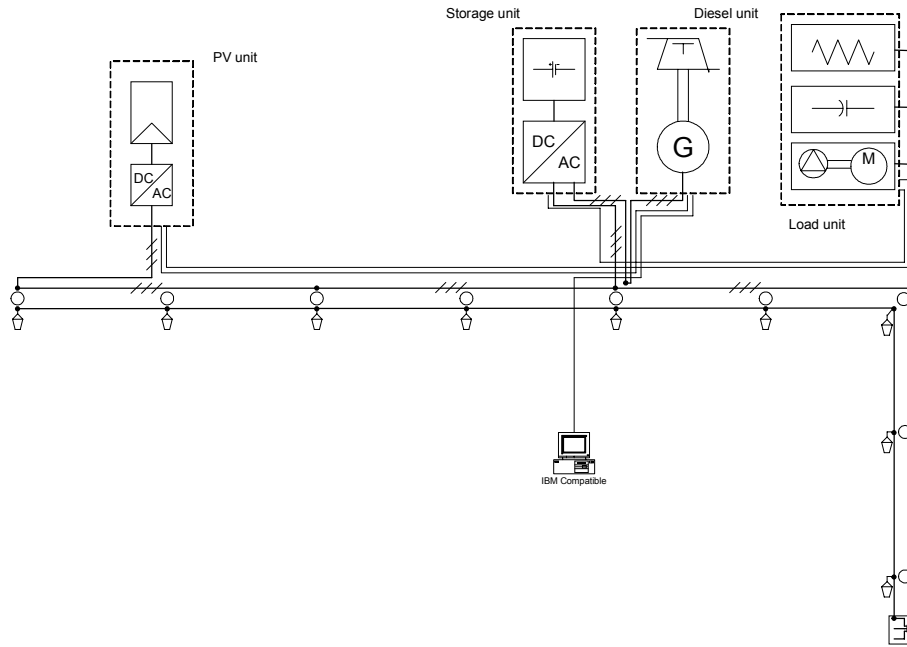 Storage unit
Diesel unit
PV unit
DC
AC
G
DC
AC
M
Load unit
IBM Compatible